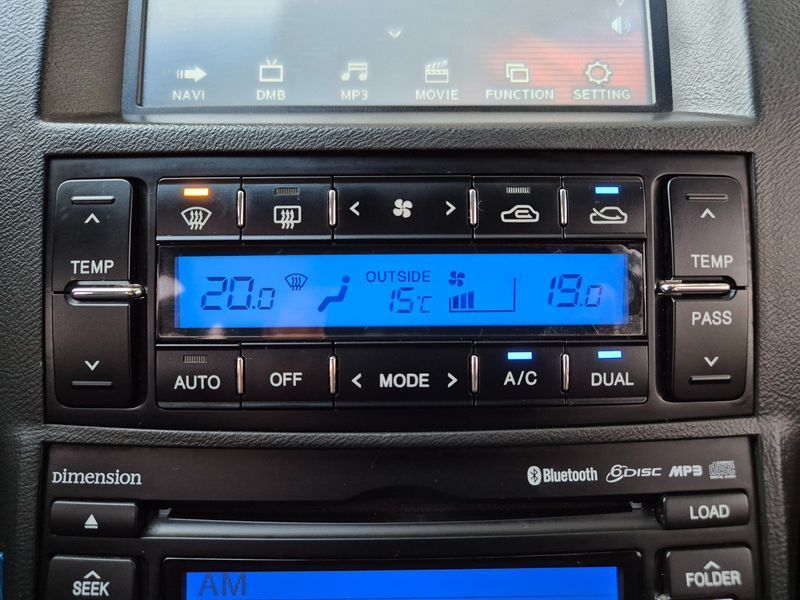 NAVI DMB MP3 MOVIE FUNCTION SETTING
TEMP TEMP
20.0 OUTSIDE 15℃ 19.0
PASS
AUTO OFF MODE A/C DUAL
Dimension Bluetooth 6DISC MP3
LOAD
SEEK AM FOLDER